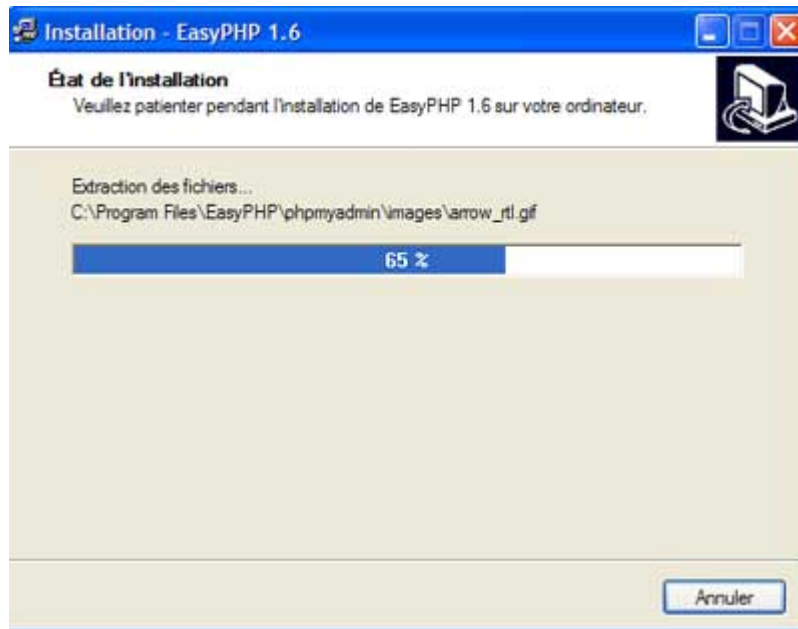 Installation - EasyPHP 1.6
État de l'installation
Veuillez patienter pendant l'installation de EasyPHP 1.6 sur votre ordinateur.
Extraction des fichiers...
C:\Program Files\EasyPHP\phpmyadmin\images\arrow_rtl.gif
65 %
Annuler